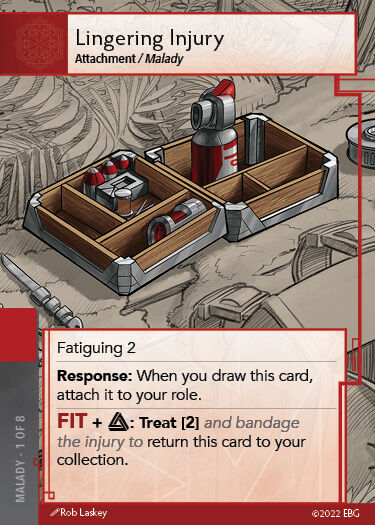 Lingering Injury
Attachment / Malady
Fatiguing 2
Response: When you draw this card,
attach it to your role.
FIT + : Treat [2] and bandage
the injury to return this card to your
collection.
MALADY - 1 OF 8
Rob Laskey
©2022 EBG